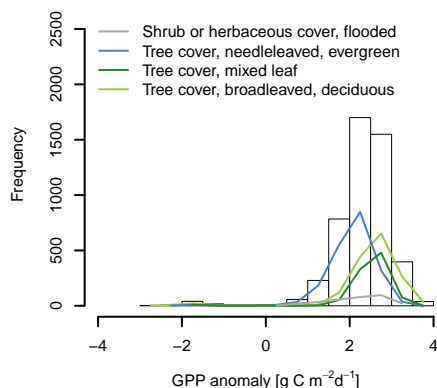 Shrub or herbaceous cover, flooded
Tree cover, needleleaved, evergreen
Tree cover, mixed leaf
Tree cover, broadleaved, deciduous
2500
2000
1500
1000
500
0
Frequency
−4
−2
0
2
4
GPP anomaly [g C m⁻²d⁻¹]